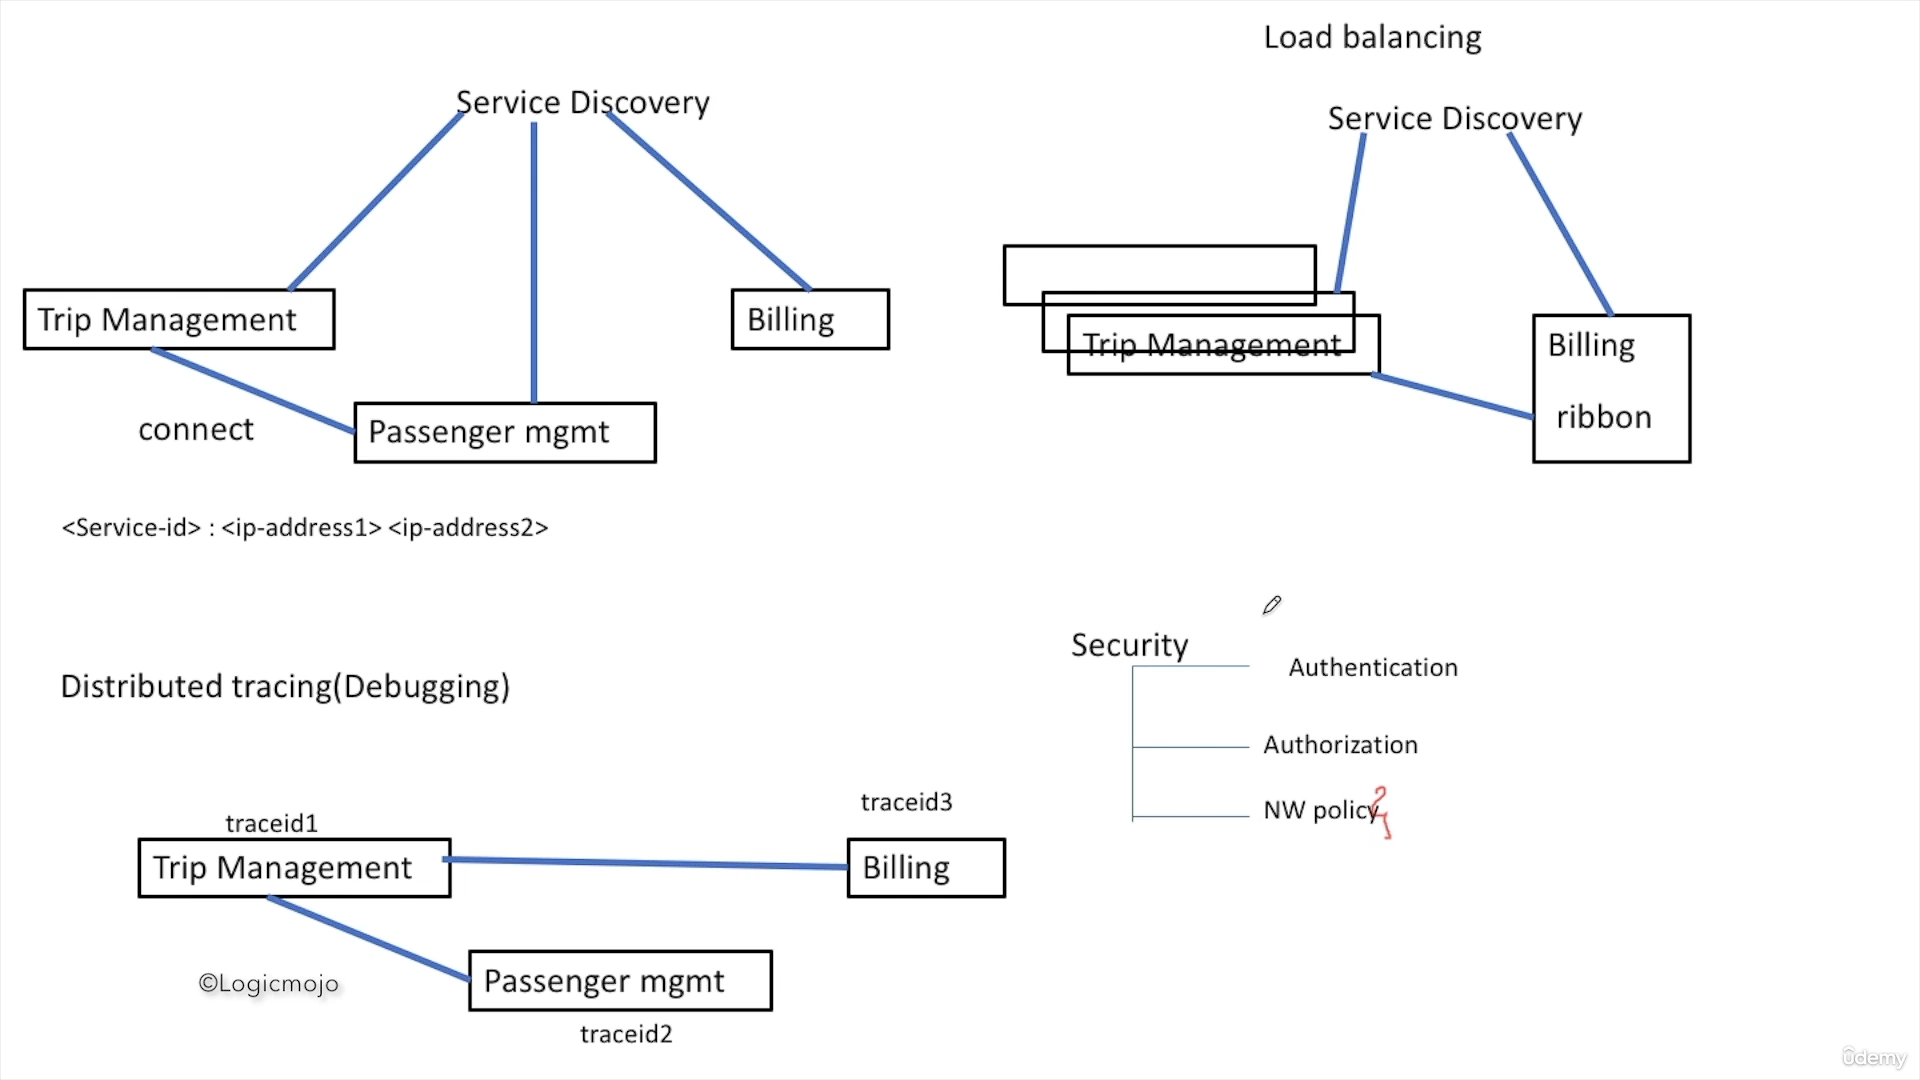 Load balancing
Service Discovery
Service Discovery
Trip Management
Billing
Trip Management
Billing
connect
Passenger mgmt
ribbon
<Service-id> : <ip-address1> <ip-address2>
Security
Authentication
Distributed tracing(Debugging)
Authorization
NW policy
traceid1
traceid3
Trip Management
Billing
©Logicmojo
Passenger mgmt
traceid2
ûdemy